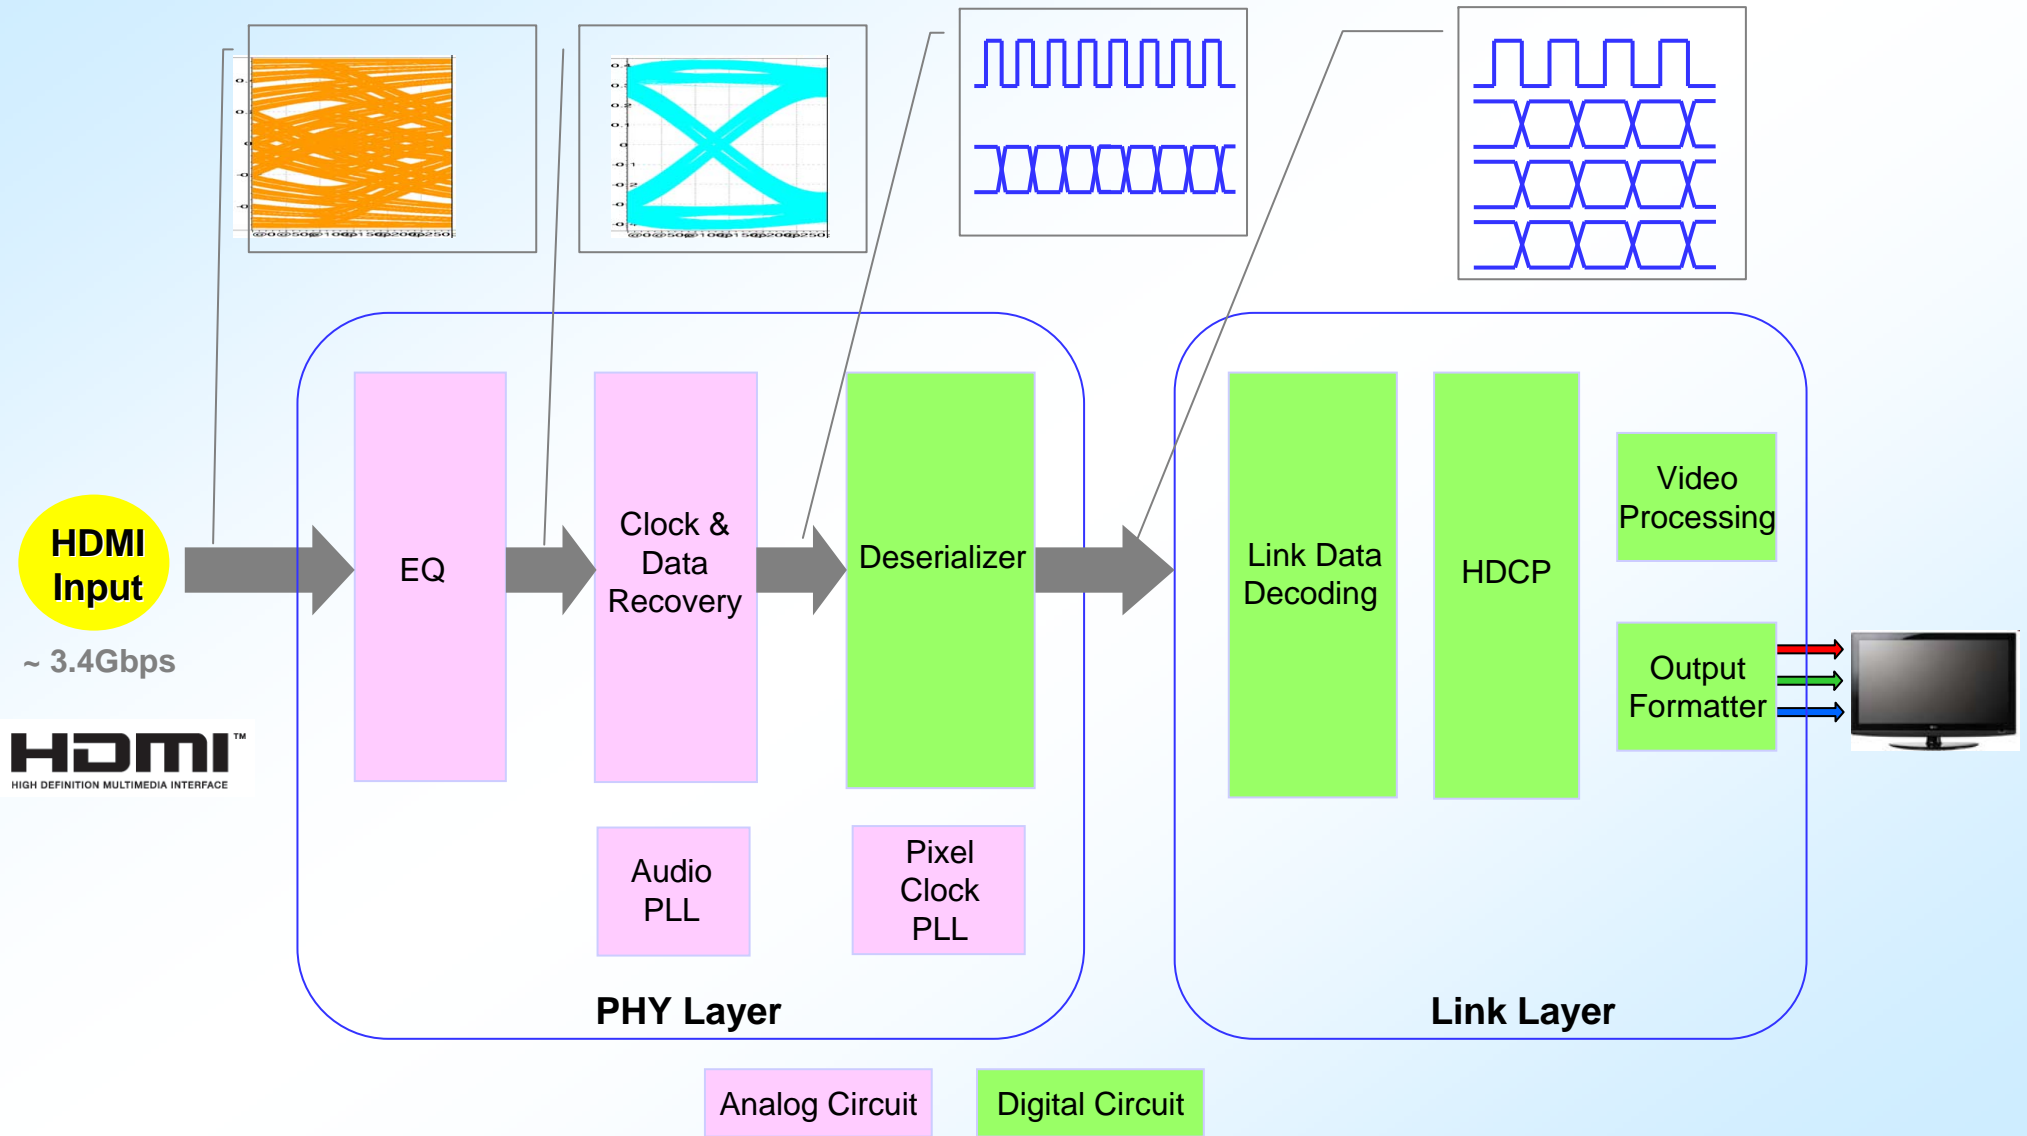 HDMI
Input
~ 3.4Gbps
HDMI™
HIGH DEFINITION MULTIMEDIA INTERFACE
EQ
Clock &
Data
Recovery
Deserializer
Audio
PLL
Pixel
Clock
PLL
PHY Layer
Link Data
Decoding
HDCP
Video
Processing
Output
Formatter
Link Layer
Analog Circuit
Digital Circuit